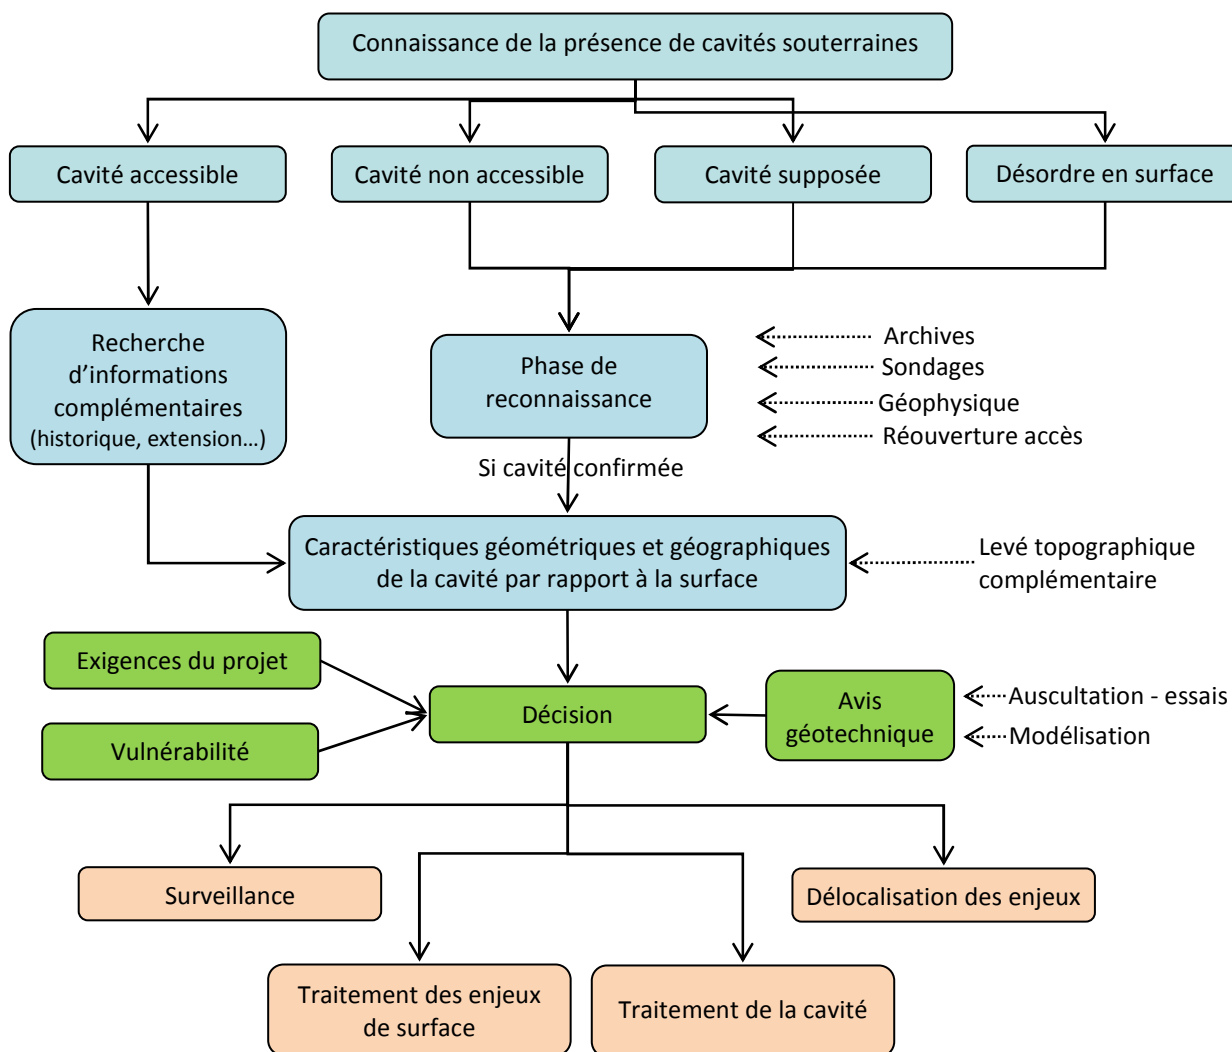 Connaissance de la présence de cavités souterraines
Cavité accessible
Cavité non accessible
Cavité supposée
Désordre en surface
Recherche
d’informations
complémentaires
(historique, extension…)
Phase de
reconnaissance
Archives
Sondages
Géophysique
Réouverture accès
Si cavité confirmée
Caractéristiques géométriques et géographiques
de la cavité par rapport à la surface
Levé topographique
complémentaire
Exigences du projet
Vulnérabilité
Décision
Avis
géotechnique
Auscultation - essais
Modélisation
Surveillance
Délocalisation des enjeux
Traitement des enjeux
de surface
Traitement de la cavité